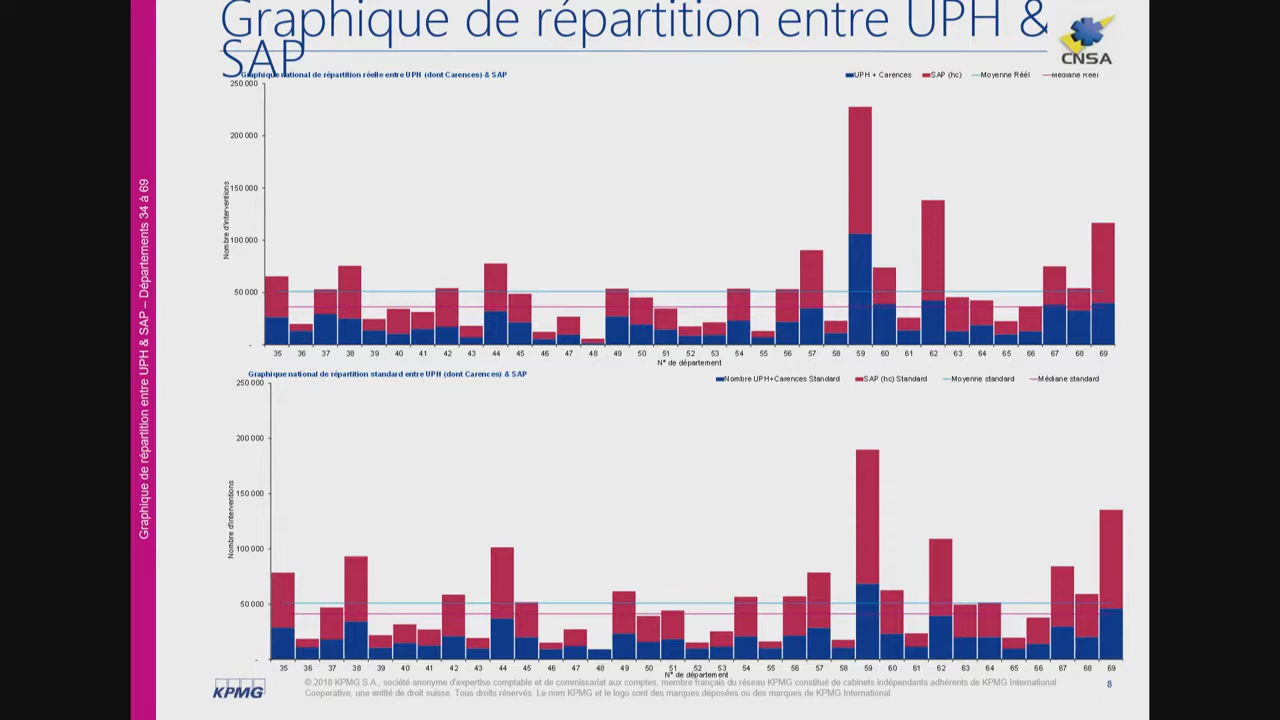 Graphique de répartition entre UPH &
SAP
CNSA
Graphique de répartition entre UPH & SAP – Départements 34 à 69
Graphique national de répartition réelle entre UPH (dont Carences) & SAP
UPH + Carences SAP (hc) Moyenne Réél Médiane Réel
250 000
200 000
150 000
100 000
50 000
-
Nombre d'interventions
35 36 37 38 39 40 41 42 43 44 45 46 47 48 49 50 51 52 53 54 55 56 57 58 59 60 61 62 63 64 65 66 67 68 69
N° de département
Graphique national de répartition standard entre UPH (dont Carences) & SAP
Nombre UPH+Carences Standard SAP (hc) Standard Moyenne standard Médiane standard
250 000
200 000
150 000
100 000
50 000
-
Nombre d'interventions
35 36 37 38 39 40 41 42 43 44 45 46 47 48 49 50 51 52 53 54 55 56 57 58 59 60 61 62 63 64 65 66 67 68 69
N° de département
KPMG
© 2018 KPMG S.A., société anonyme d'expertise comptable et de commissariat aux comptes, membre français du réseau KPMG constitué de cabinets indépendants adhérents de KPMG International
Cooperative, une entité de droit suisse. Tous droits réservés. Le nom KPMG et le logo sont des marques déposées ou des marques de KPMG International.
8